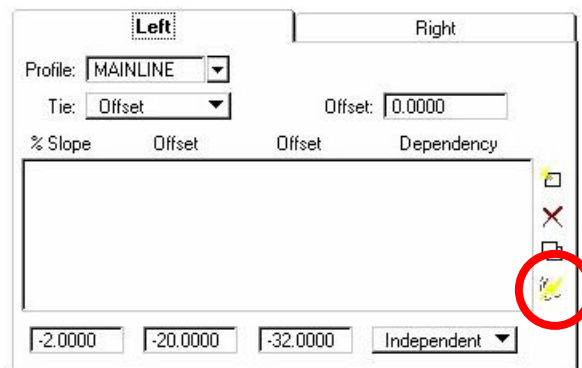 Left Right
Profile: MAINLINE
Tie: Offset Offset: 0.0000
% Slope Offset Offset Dependency
-2.0000 -20.0000 -32.0000 Independent